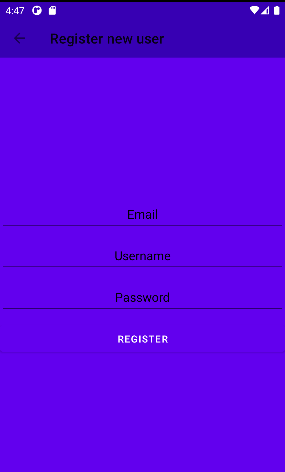 4:47
Register new user
Email
Username
Password
REGISTER